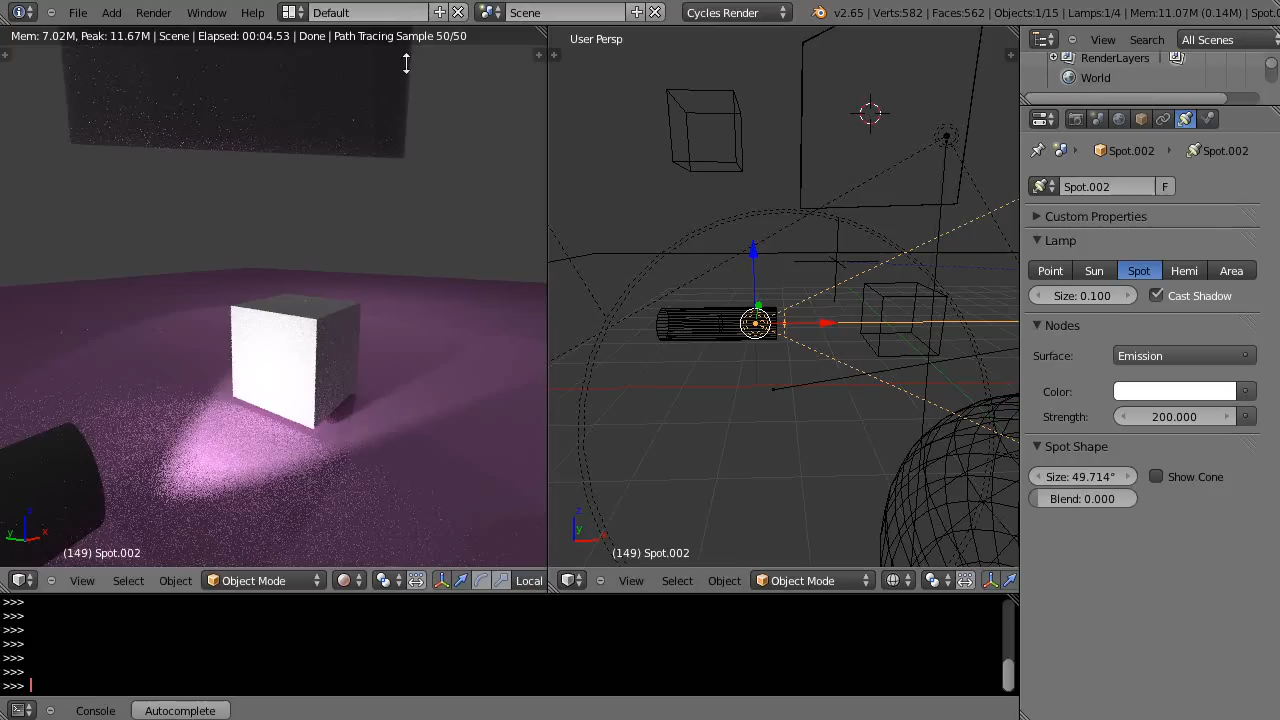 File Add Render Window Help Default Scene Cycles Render v2.65 | Verts:582 | Faces:562 | Objects:1/15 | Lamps:1/4 | Mem:11.07M (0.14M) | Spot.0
Mem: 7.02M, Peak: 11.67M | Scene | Elapsed: 00:04.53 | Done | Path Tracing Sample 50/50
User Persp
View Search All Scenes
RenderLayers
World
Spot.002 Spot.002
Spot.002 F
Custom Properties
Lamp
Point Sun Spot Hemi Area
Size: 0.100 Cast Shadow
Nodes
Surface: Emission
Color:
Strength: 200.000
Spot Shape
Size: 49.714° Show Cone
Blend: 0.000
z
y x
(149) Spot.002
z
y
(149) Spot.002
View Select Object Object Mode Local
View Select Object Object Mode
>>>
>>>
>>>
>>>
>>>
>>>
>>>
Console Autocomplete